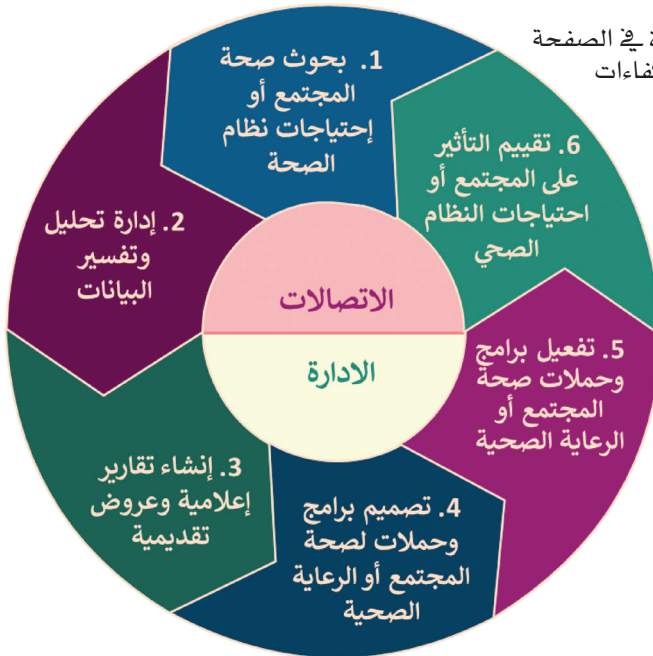 ة في الصفحة
كفاءات
1. بحوث صحة
المجتمع أو
إحتياجات نظام
الصحة
2. إدارة تحليل
وتفسير
البيانات
3. إنشاء تقارير
إعلامية وعروض
تقديمية
4. تصميم برامج
وحملات لصحة
المجتمع أو الرعاية
الصحية
5. تفعيل برامج
وحملات صحة
المجتمع أو
الرعاية الصحية
6. تقييم التأثير
على المجتمع أو
احتياجات النظام
الصحي
الاتصالات
الادارة